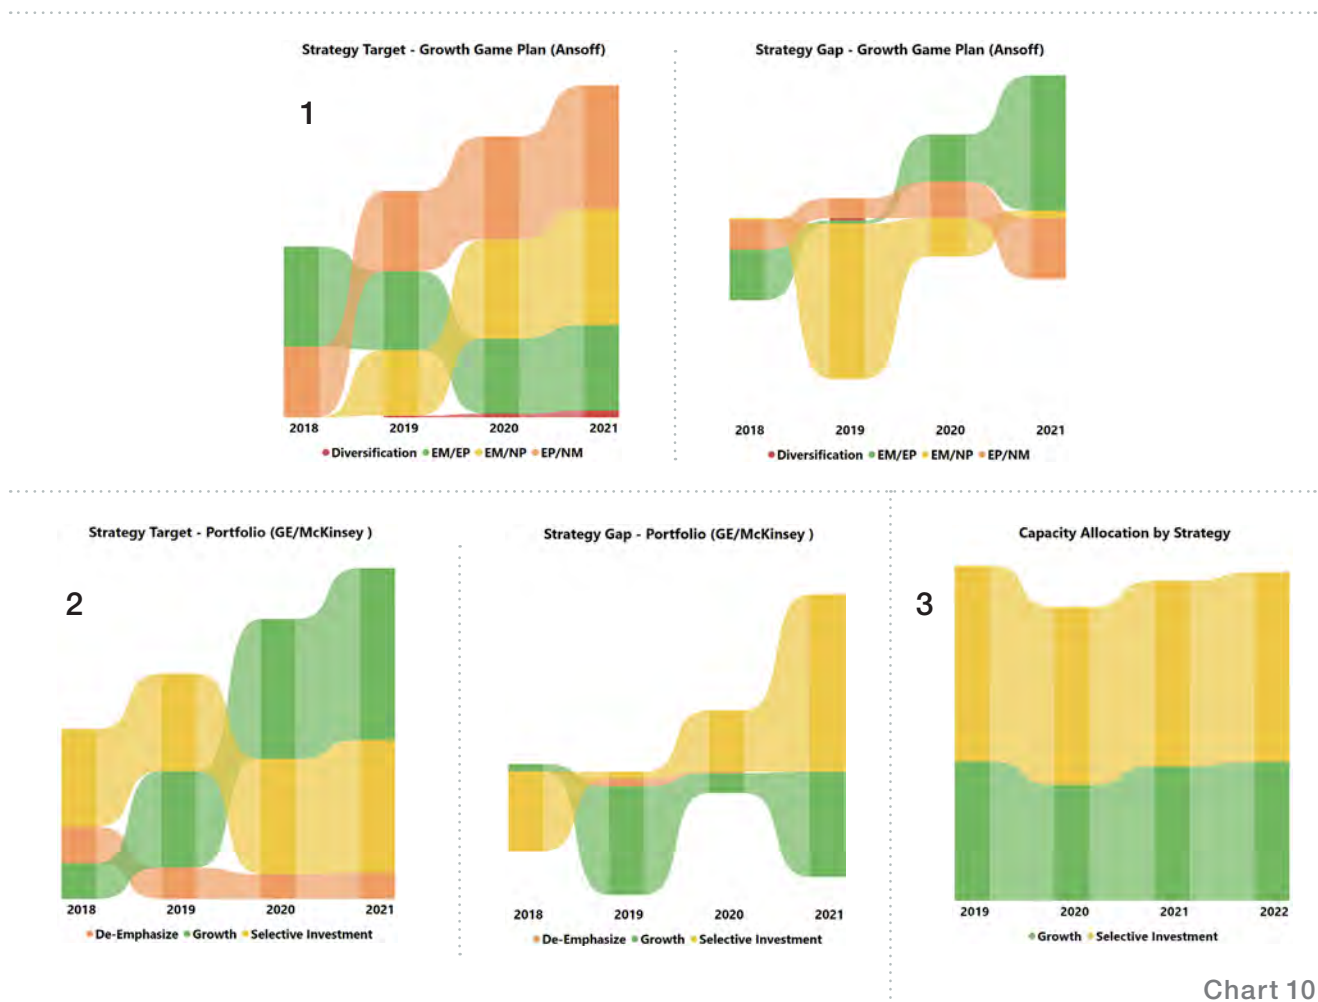 Strategy Target - Growth Game Plan (Ansoff)
1
2018 2019 2020 2021
Diversification EM/EP EM/NP EP/NM
Strategy Gap - Growth Game Plan (Ansoff)
2018 2019 2020 2021
Diversification EM/EP EM/NP EP/NM
Strategy Target - Portfolio (GE/McKinsey )
2
2018 2019 2020 2021
De-Emphasize Growth Selective Investment
Strategy Gap - Portfolio (GE/McKinsey )
2018 2019 2020 2021
De-Emphasize Growth Selective Investment
Capacity Allocation by Strategy
3
2019 2020 2021 2022
Growth Selective Investment
Chart 10